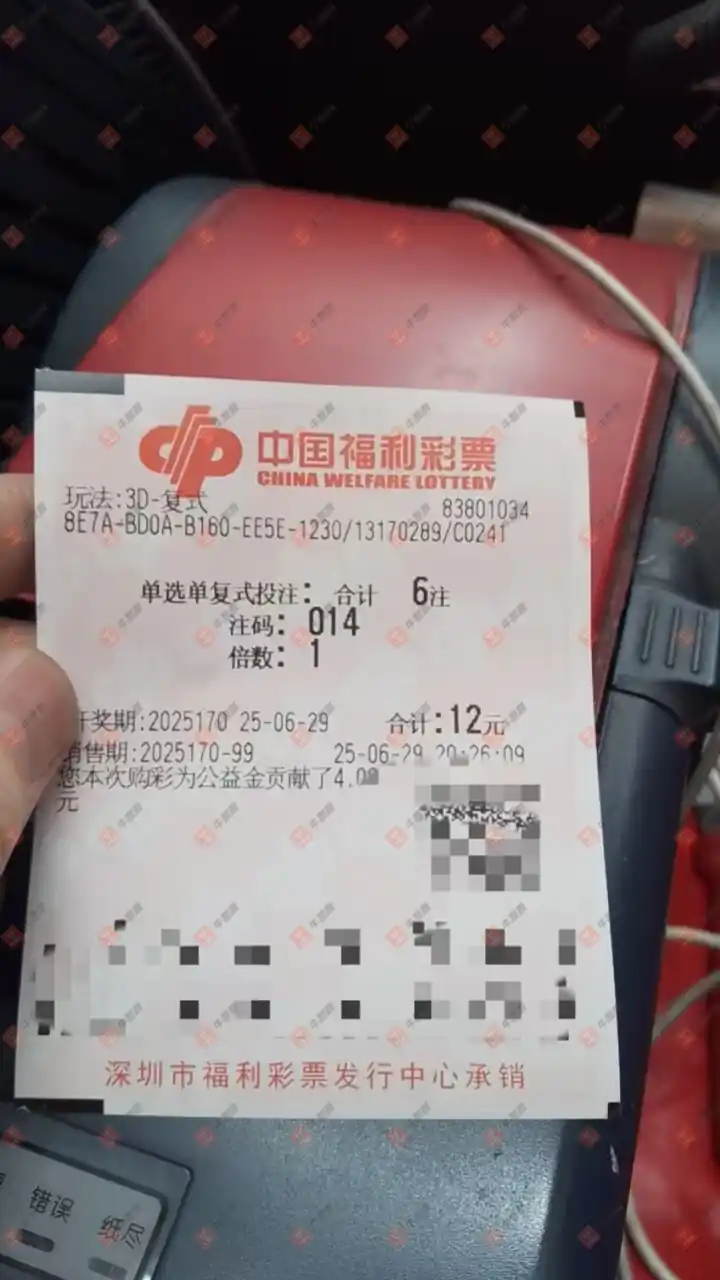 中国福利彩票
CHINA WELFARE LOTTERY
玩法:3D-复式
83801034
8E7A-BD0A-B160-EE5E-1230/13170289/C0241
单选单复式投注: 合计 6注
注码: 014
倍数: 1
开奖期:2025170 25-06-29 合计:12元
销售期:2025170-99 25-06-29 20:26:09
您本次购彩为公益金贡献了4.08
元
深圳市福利彩票发行中心承销
错误
纸尽